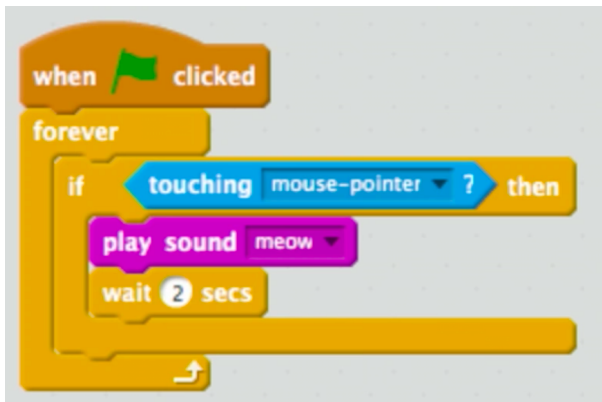 when clicked
forever
if touching mouse-pointer ? then
play sound meow
wait 2 secs